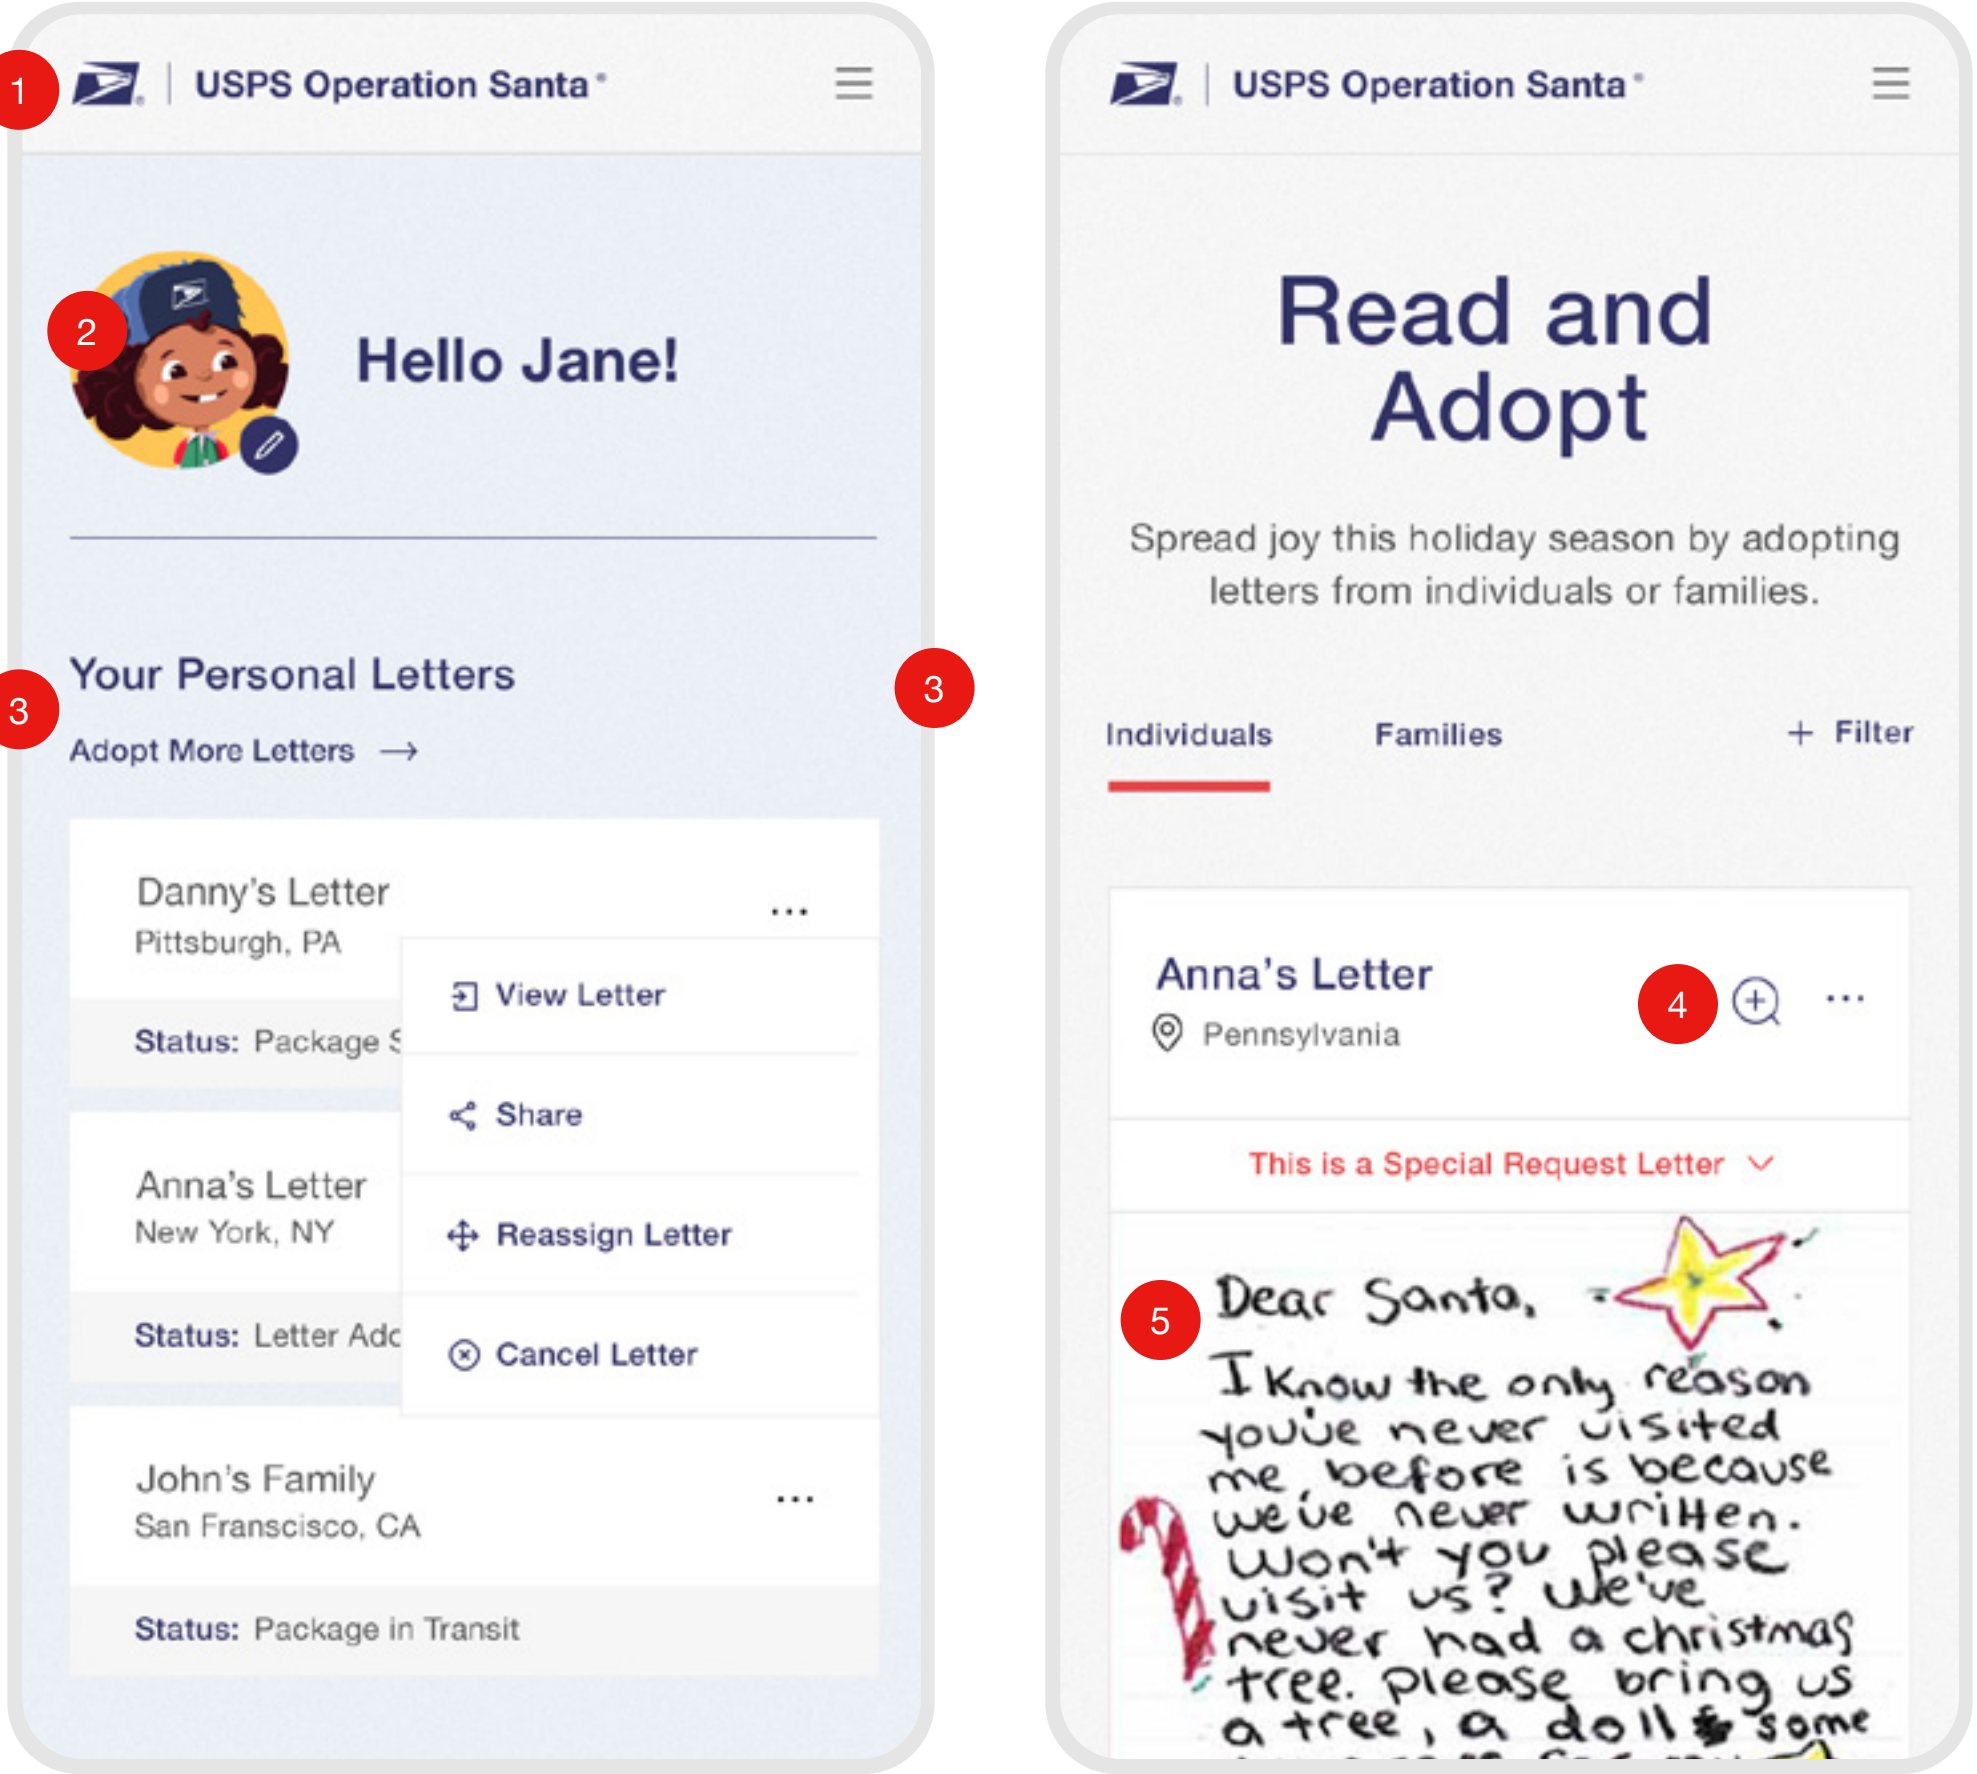 1
USPS Operation Santa®
2
Hello Jane!
3
Your Personal Letters
Adopt More Letters →
3
Danny's Letter
...
Pittsburgh, PA
Status: Package
View Letter
Share
Reassign Letter
Cancel Letter
Anna's Letter
New York, NY
Status: Letter
John's Family
...
San Franscisco, CA
Status: Package in Transit
USPS Operation Santa®
Read and
Adopt
Spread joy this holiday season by adopting
letters from individuals or families.
Individuals
Families
+ Filter
Anna's Letter
4
...
Pennsylvania
This is a Special Request Letter
5
Dear Santa,
I Know the only reason
you've never visited
me before is because
we've never written.
Won't you please
visit us? We've
never had a christmas
tree. please bring us
a tree, a doll & some